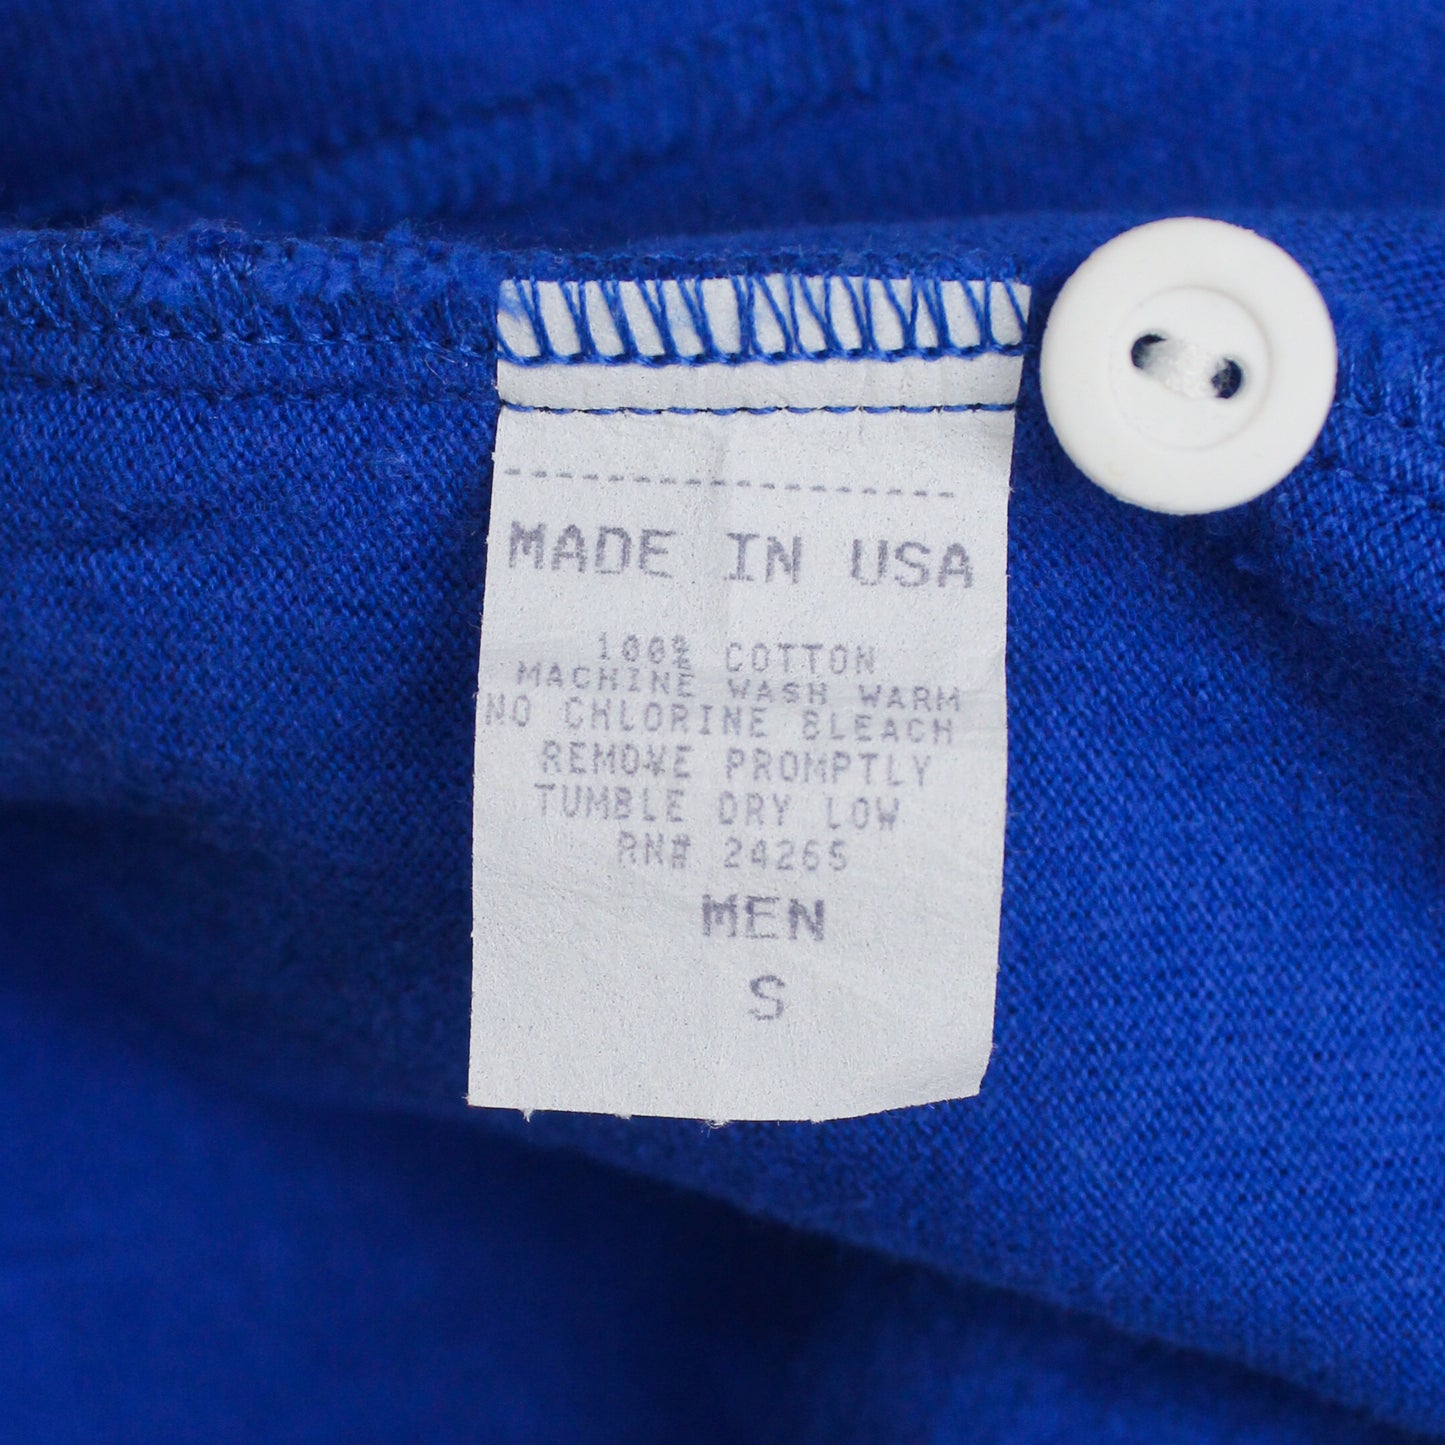 MADE IN USA
100% COTTON
MACHINE WASH WARM
NO CHLORINE BLEACH
REMOVE PROMPTLY
TUMBLE DRY LOW
RN# 24265
MEN
S